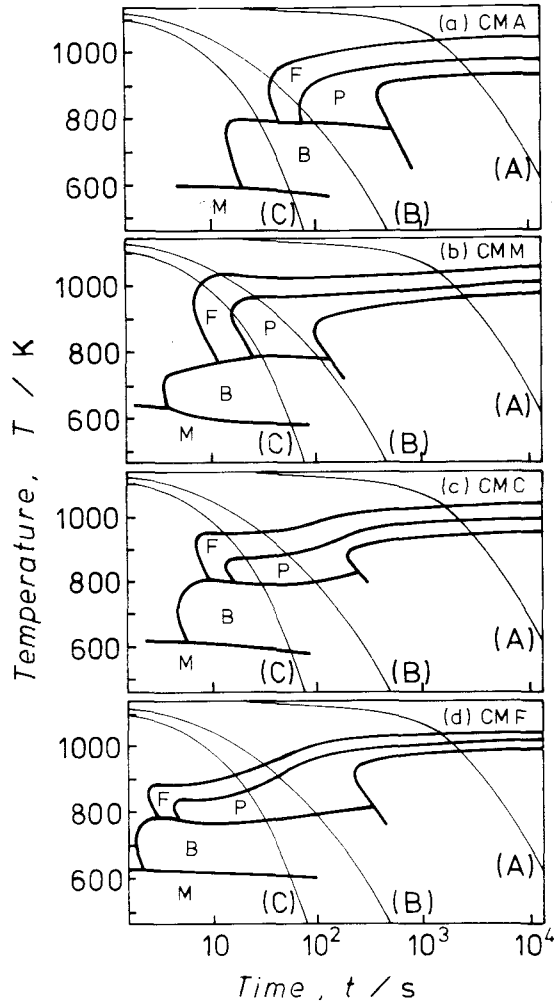 (a) CMA
1000
800
600
F
P
B
M
(C)
(B)
(A)
(b) CMM
1000
800
600
F
P
B
M
(C)
(B)
(A)
(c) CMC
1000
800
600
F
P
B
M
(C)
(B)
(A)
(d) CMF
1000
800
600
F
P
B
M
(C)
(B)
(A)
10
10²
10³
10⁴
Temperature, T / K
Time, t / s